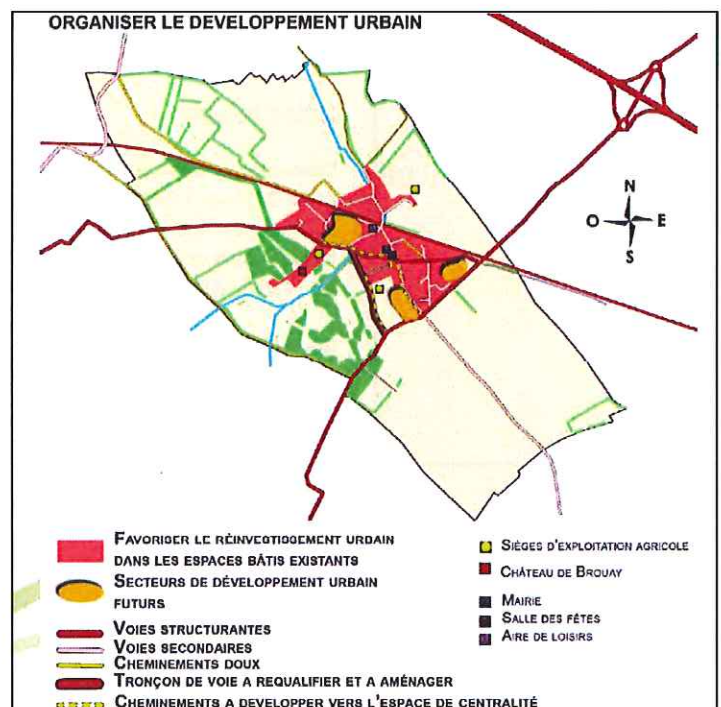 ORGANISER LE DEVELOPPEMENT URBAIN
N
O
E
S
FAVORISER LE RÉINVESTISSEMENT URBAIN
DANS LES ESPACES BÂTIS EXISTANTS
SECTEURS DE DÉVELOPPEMENT URBAIN
FUTURS
VOIES STRUCTURANTES
VOIES SECONDAIRES
CHEMINEMENTS DOUX
TRONÇON DE VOIE A REQUALIFIER ET A AMÉNAGER
CHEMINEMENTS A DEVELOPPER VERS L'ESPACE DE CENTRALITÉ
SIÈGES D'EXPLOITATION AGRICOLE
CHÂTEAU DE BROUAY
MAIRIE
SALLE DES FÊTES
AIRE DE LOISIRS